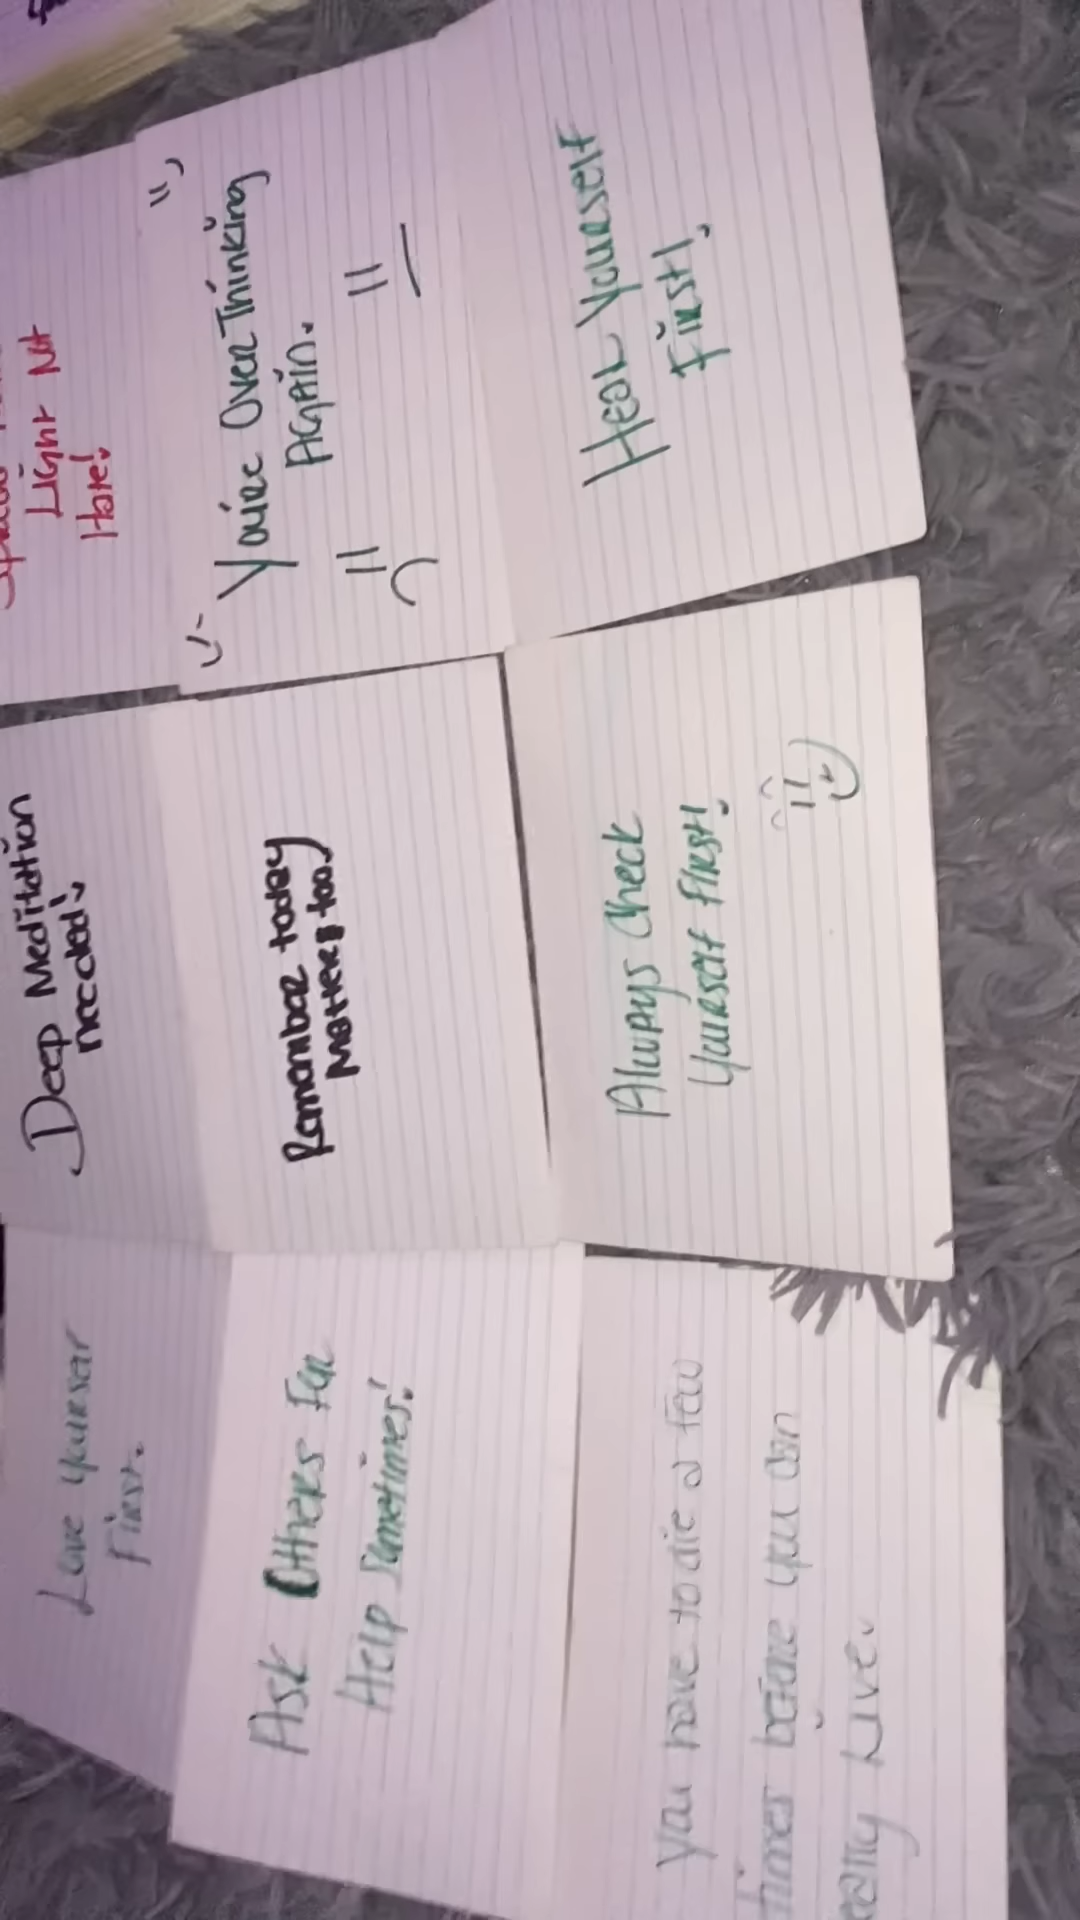 Love Yourself
First.
Deep Meditation
needed!
Light Not
Hate!
Ask Others For
Help Sometimes!
Remember today
Matters too.
You're Over Thinking
Again.
You have to die a few
times before you can
really Live.
Always Check
Yourself First!
Heal Yourself
First!